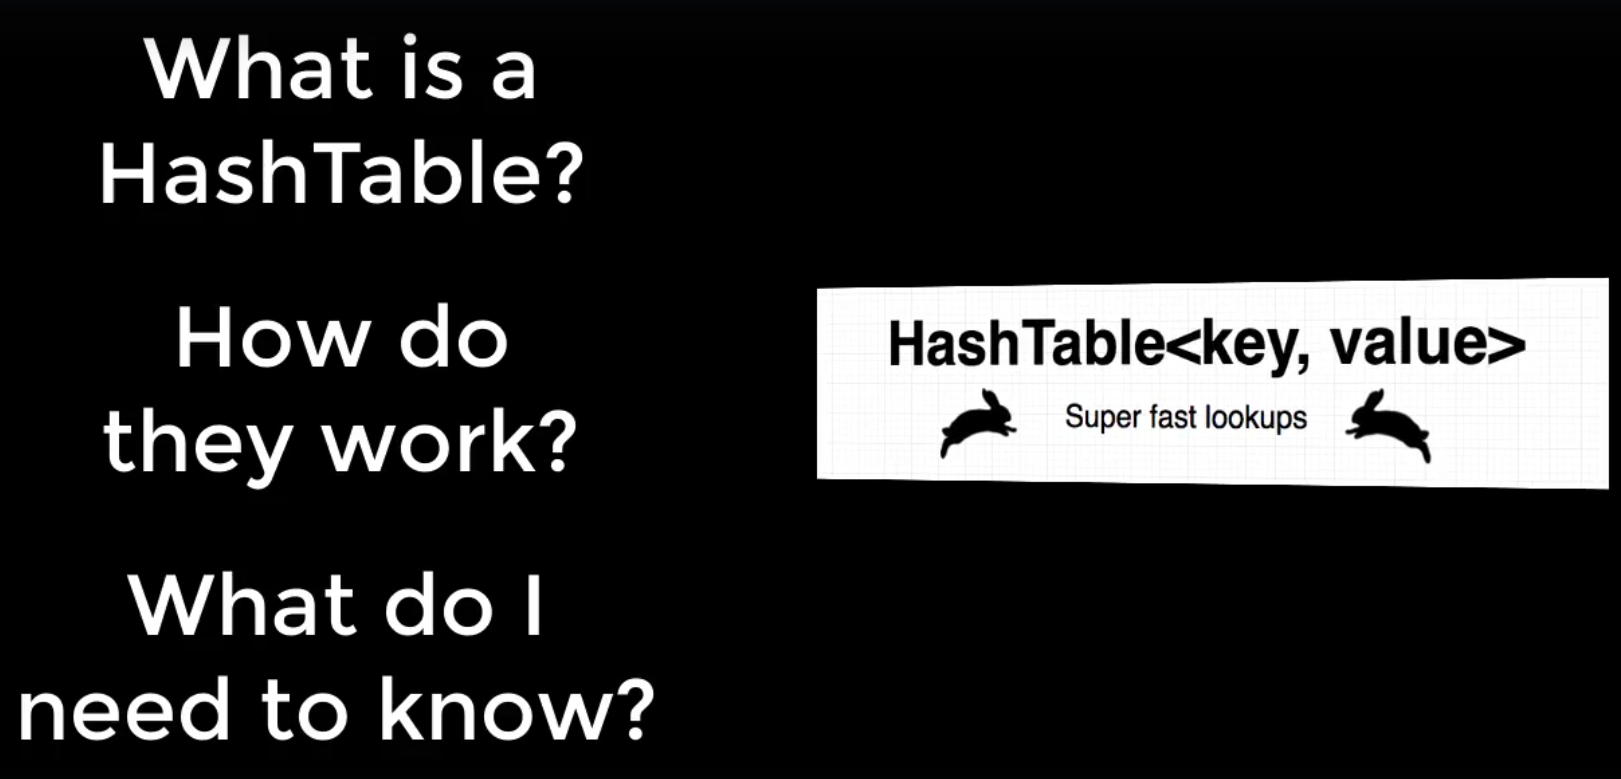 What is a
HashTable?
How do
they work?
What do I
need to know?
HashTable<key, value>
Super fast lookups